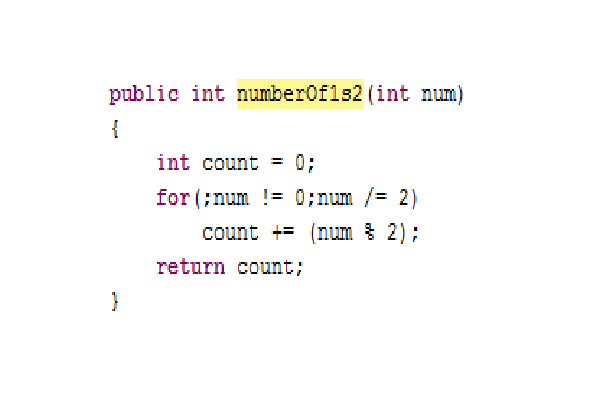 public int numberOf1s2(int num)
{
int count = 0;
for(;num != 0;num /= 2)
count += (num % 2);
return count;
}